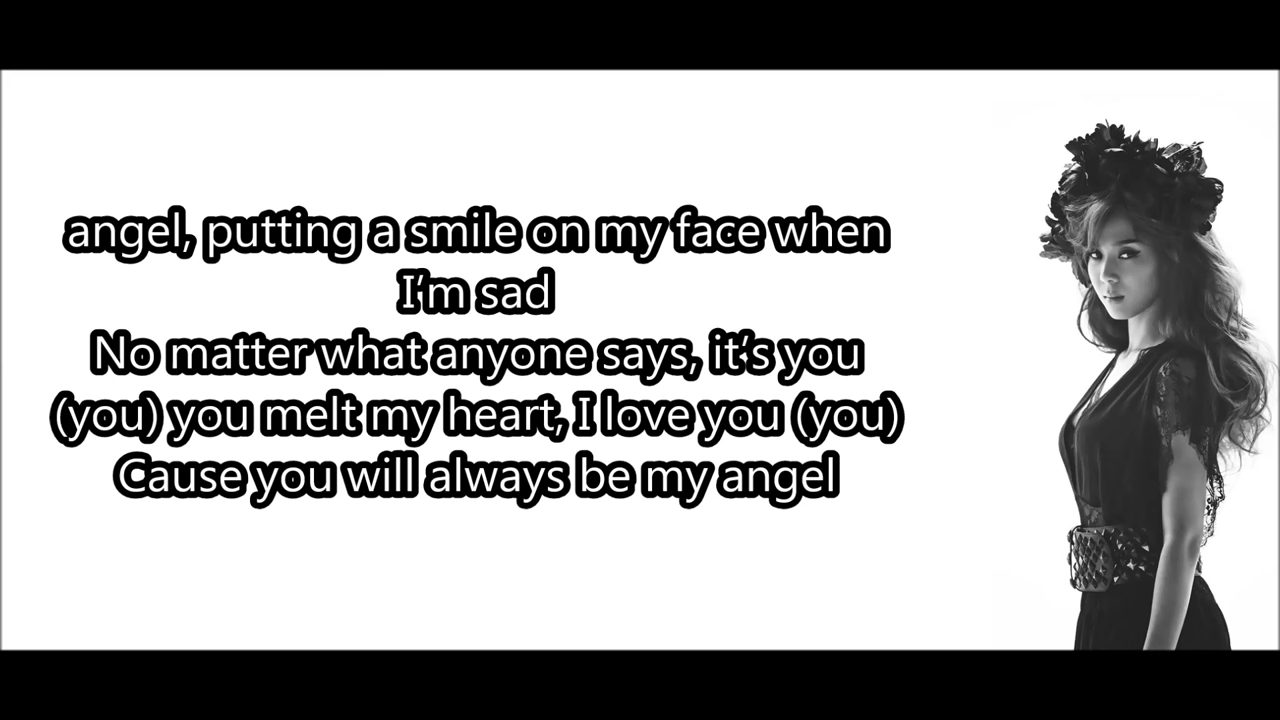 angel, putting a smile on my face when
I'm sad
No matter what anyone says, it's you
(you) you melt my heart, I love you (you)
Cause you will always be my angel